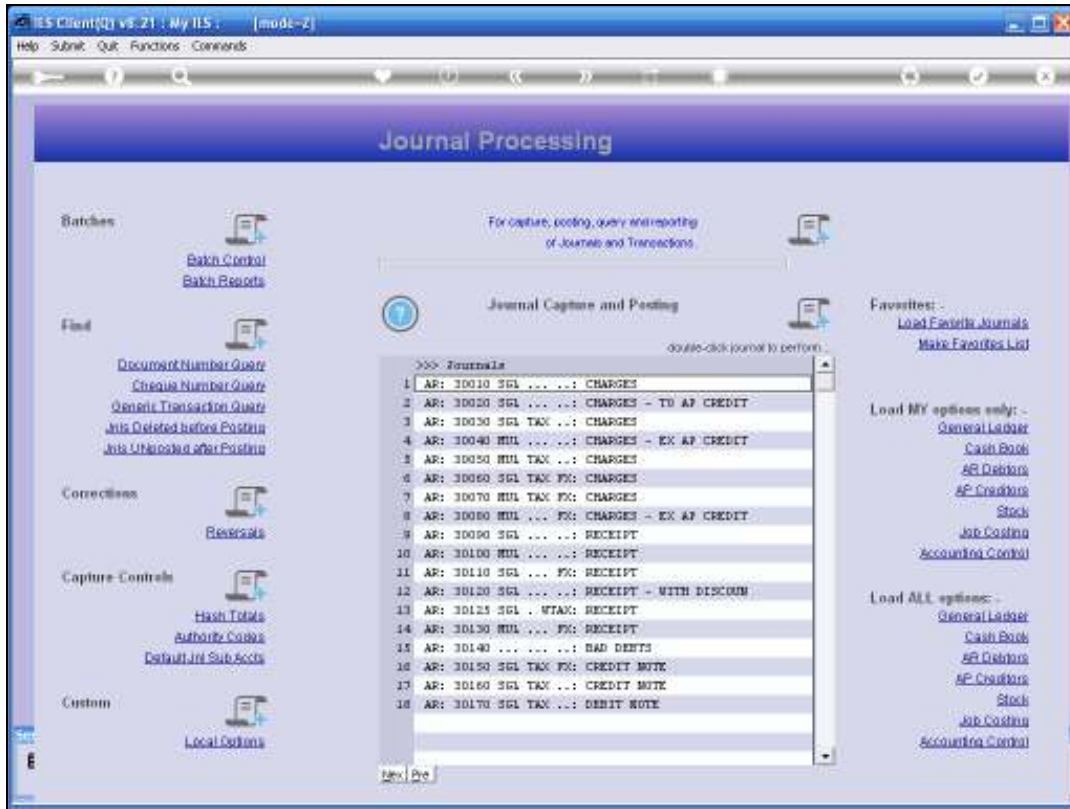 IES Client(Q) v8.21 : My IES : [mode=2]
Help Submit Quit Functions Commands
Journal Processing
Batches
Batch Control
Batch Reports
Find
Document Number Query
Cheque Number Query
Generic Transaction Query
Jnls Deleted before Posting
Jnls UNposted after Posting
Corrections
Reversals
Capture Controls
Hash Totals
Authority Codes
Default Jnl Sub Accts
Custom
Local Options
For capture, posting, query and reporting
of Journals and Transactions.
Journal Capture and Posting
double-click journal to perform ..
>>> Journals
1 AR: 30010 SGL ... ..: CHARGES
2 AR: 30020 SGL ... ..: CHARGES - TO AP CREDIT
3 AR: 30030 SGL TAX ..: CHARGES
4 AR: 30040 MUL ... ..: CHARGES - EX AP CREDIT
5 AR: 30050 MUL TAX ..: CHARGES
6 AR: 30060 SGL TAX FX: CHARGES
7 AR: 30070 MUL TAX FX: CHARGES
8 AR: 30080 MUL ... FX: CHARGES - EX AP CREDIT
9 AR: 30090 SGL ... ..: RECEIPT
10 AR: 30100 MUL ... ..: RECEIPT
11 AR: 30110 SGL ... FX: RECEIPT
12 AR: 30120 SGL ... ..: RECEIPT - WITH DISCOUN
13 AR: 30125 SGL . WTAX: RECEIPT
14 AR: 30130 MUL ... FX: RECEIPT
15 AR: 30140 ... ... ..: BAD DEBTS
16 AR: 30150 SGL TAX FX: CREDIT NOTE
17 AR: 30160 SGL TAX ..: CREDIT NOTE
18 AR: 30170 SGL TAX ..: DEBIT NOTE
Nex Pre
Favorites: -
Load Favorite Journals
Make Favorites List
Load MY options only: -
General Ledger
Cash Book
AR Debtors
AP Creditors
Stock
Job Costing
Accounting Control
Load ALL options: -
General Ledger
Cash Book
AR Debtors
AP Creditors
Stock
Job Costing
Accounting Control